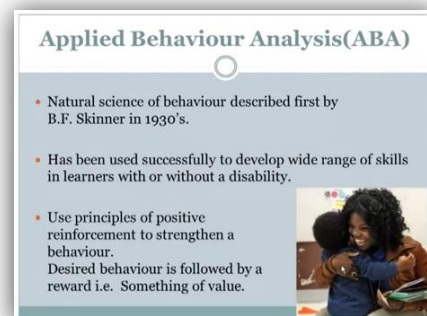 Applied Behaviour Analysis(ABA)
• Natural science of behaviour described first by
B.F. Skinner in 1930's.
• Has been used successfully to develop wide range of skills
in learners with or without a disability.
• Use principles of positive
reinforcement to strengthen a
behaviour.
Desired behaviour is followed by a
reward i.e. Something of value.